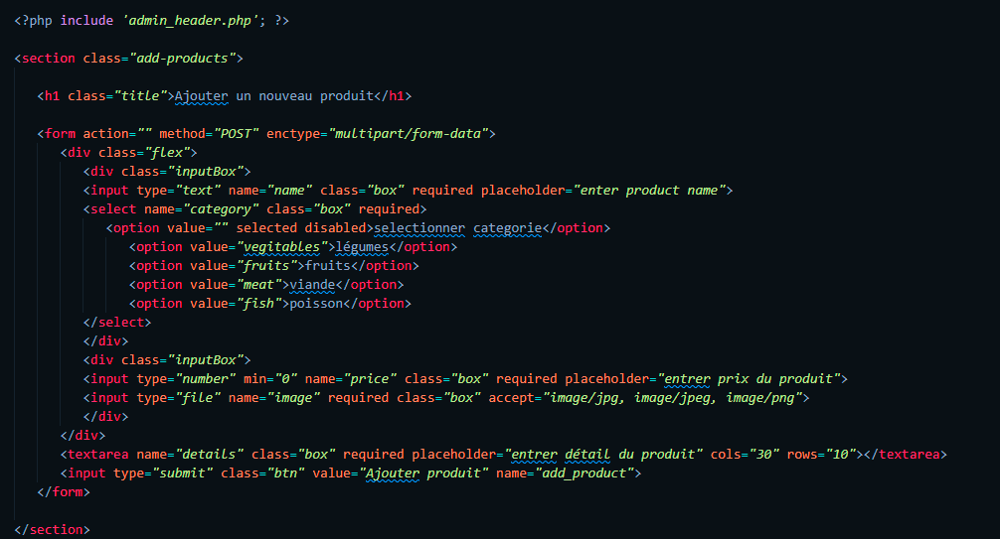 <?php include 'admin_header.php'; ?>
<section class="add-products">
<h1 class="title">Ajouter un nouveau produit</h1>
<form action="" method="POST" enctype="multipart/form-data">
<div class="flex">
<div class="inputBox">
<input type="text" name="name" class="box" required placeholder="enter product name">
<select name="category" class="box" required>
<option value="" selected disabled>selectionner categorie</option>
<option value="vegitables">légumes</option>
<option value="fruits">fruits</option>
<option value="meat">viande</option>
<option value="fish">poisson</option>
</select>
</div>
<div class="inputBox">
<input type="number" min="0" name="price" class="box" required placeholder="entrer prix du produit">
<input type="file" name="image" required class="box" accept="image/jpg, image/jpeg, image/png">
</div>
</div>
<textarea name="details" class="box" required placeholder="entrer détail du produit" cols="30" rows="10"></textarea>
<input type="submit" class="btn" value="Ajouter produit" name="add_product">
</form>
</section>